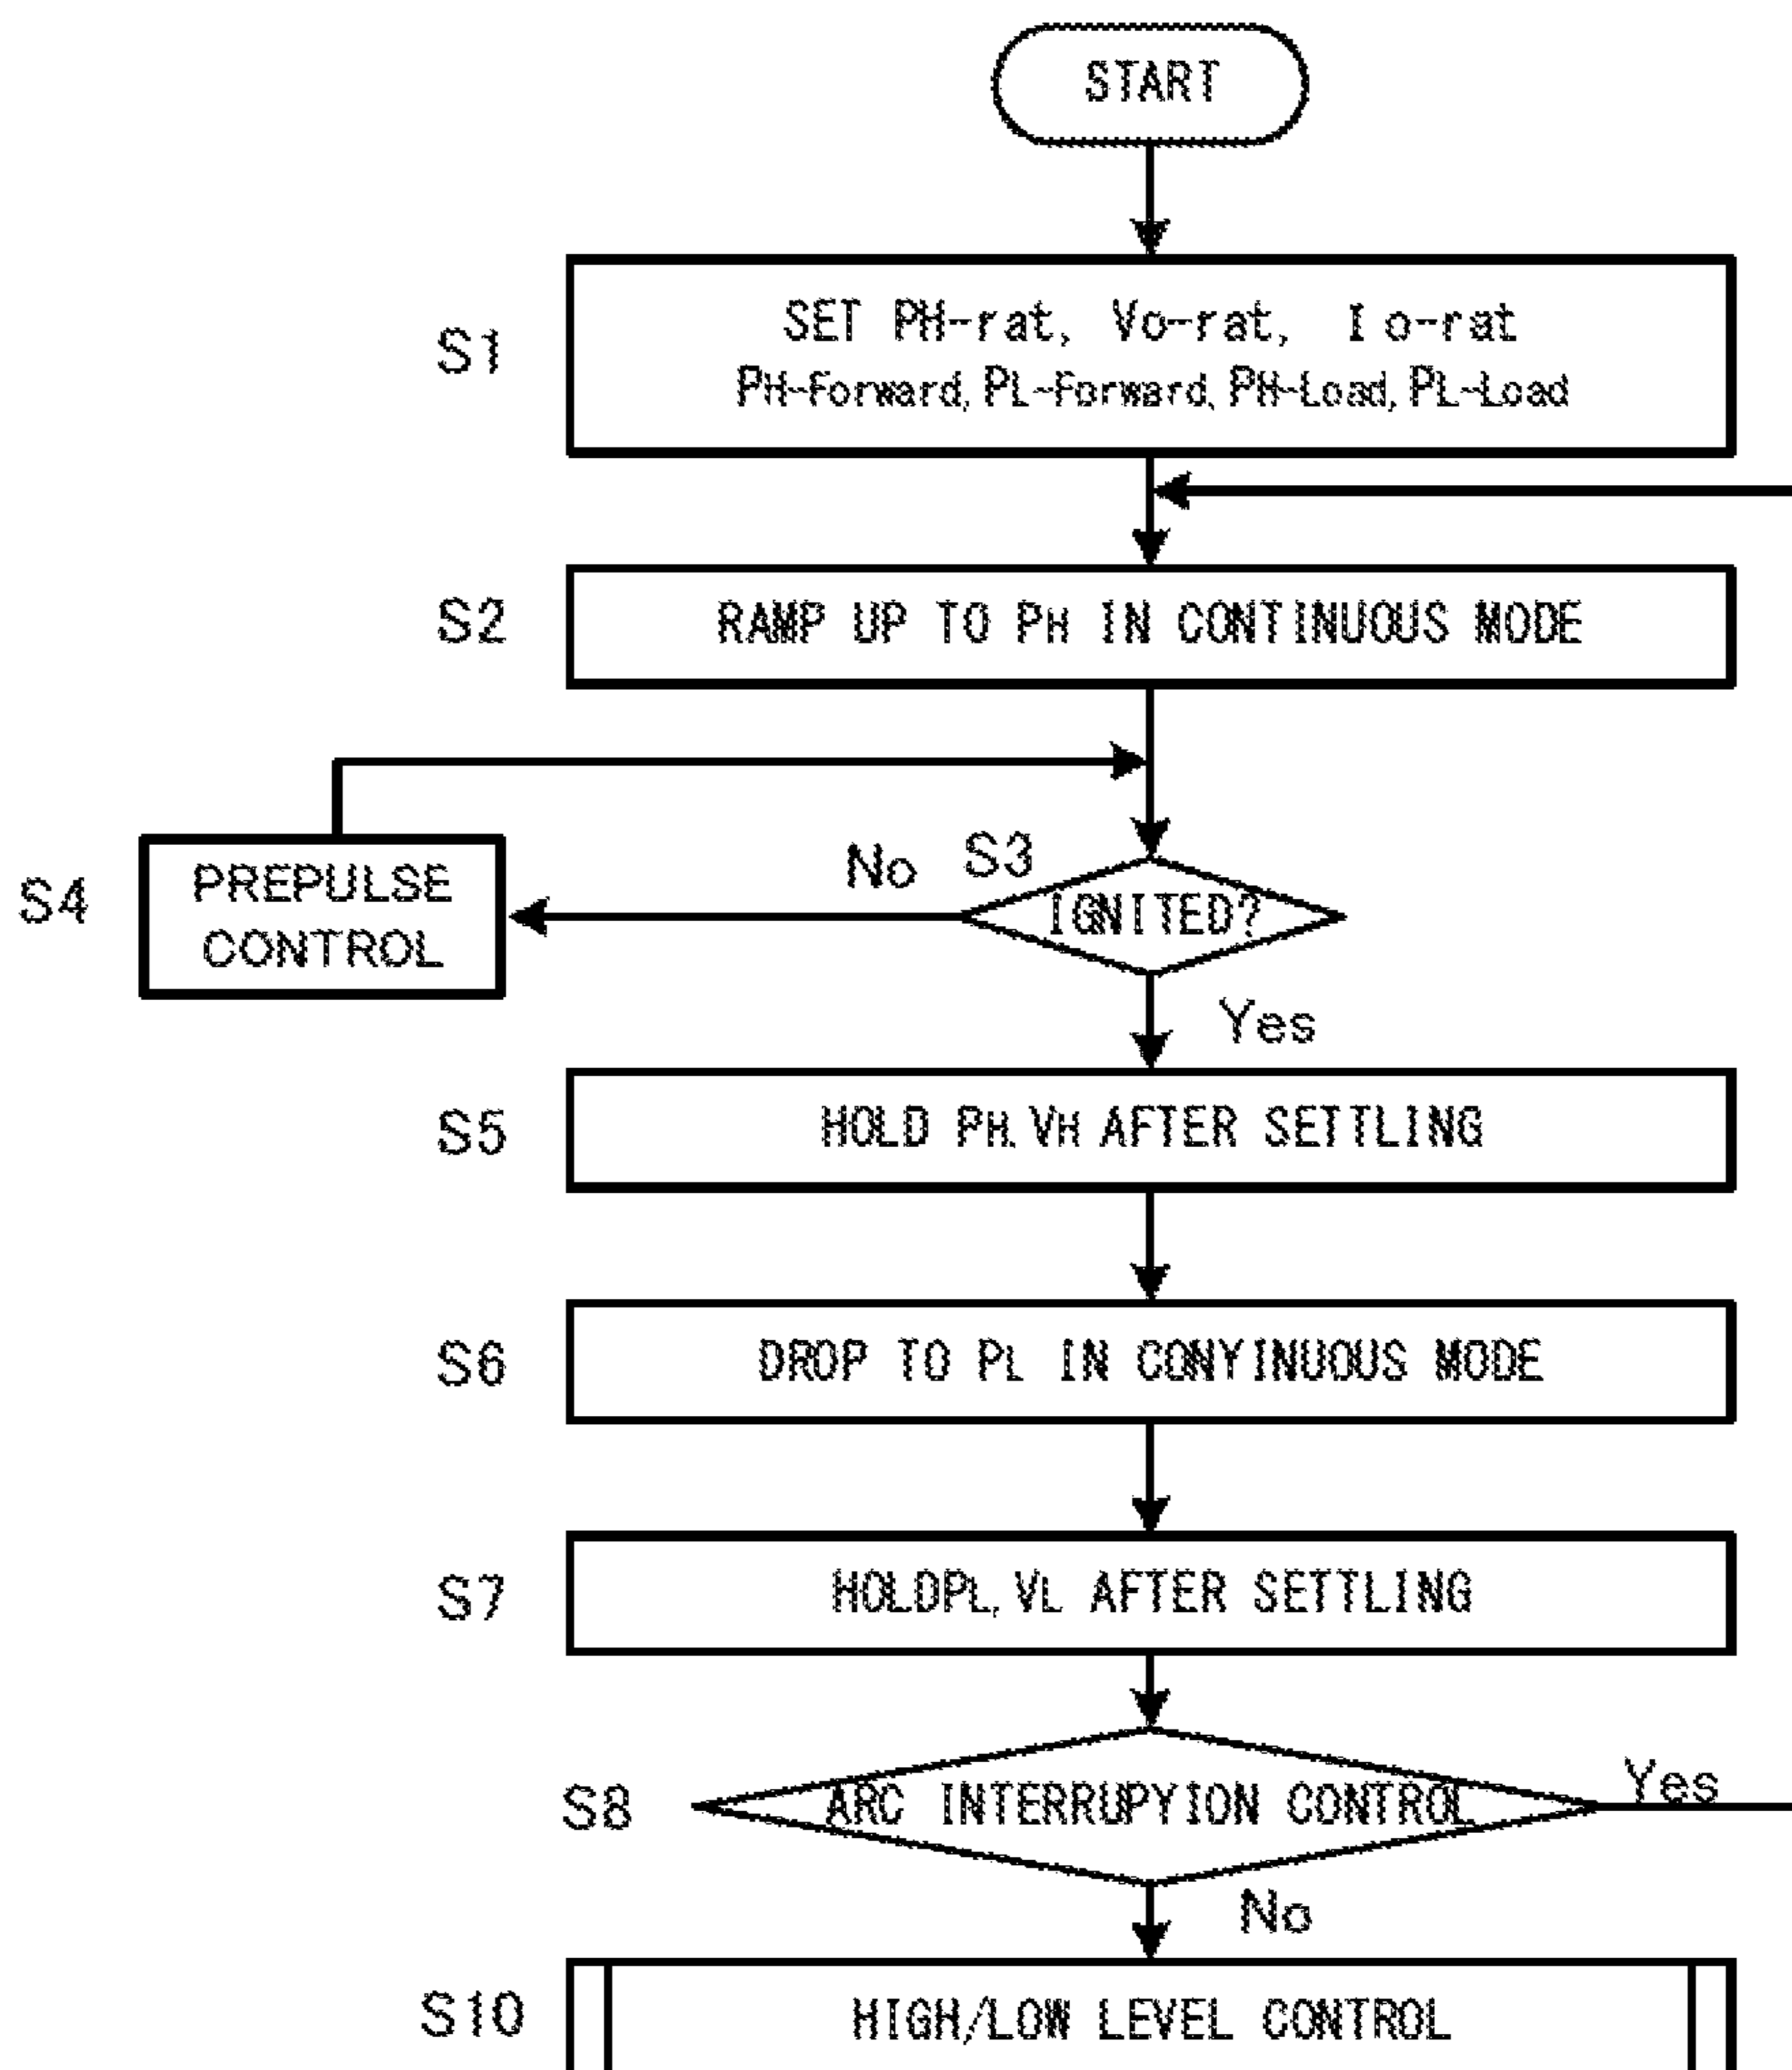 START
S1
SET PH-rat, Vo-rat, Io-rat
PH-Forward, PL-Forward, PH-Load, PL-Load
S2
RAMP UP TO PH IN CONTINUOUS MODE
No
S3
S4
PREPULSE
CONTROL
IGNITED?
Yes
S5
HOLD PH, VH AFTER SETTLING
S6
DROP TO PL IN CONYINUOUS MODE
S7
HOLDPL, VL AFTER SETTLING
S8
ARC INTERRUPYION CONTROL
Yes
No
S10
HIGH/LOW LEVEL CONTROL